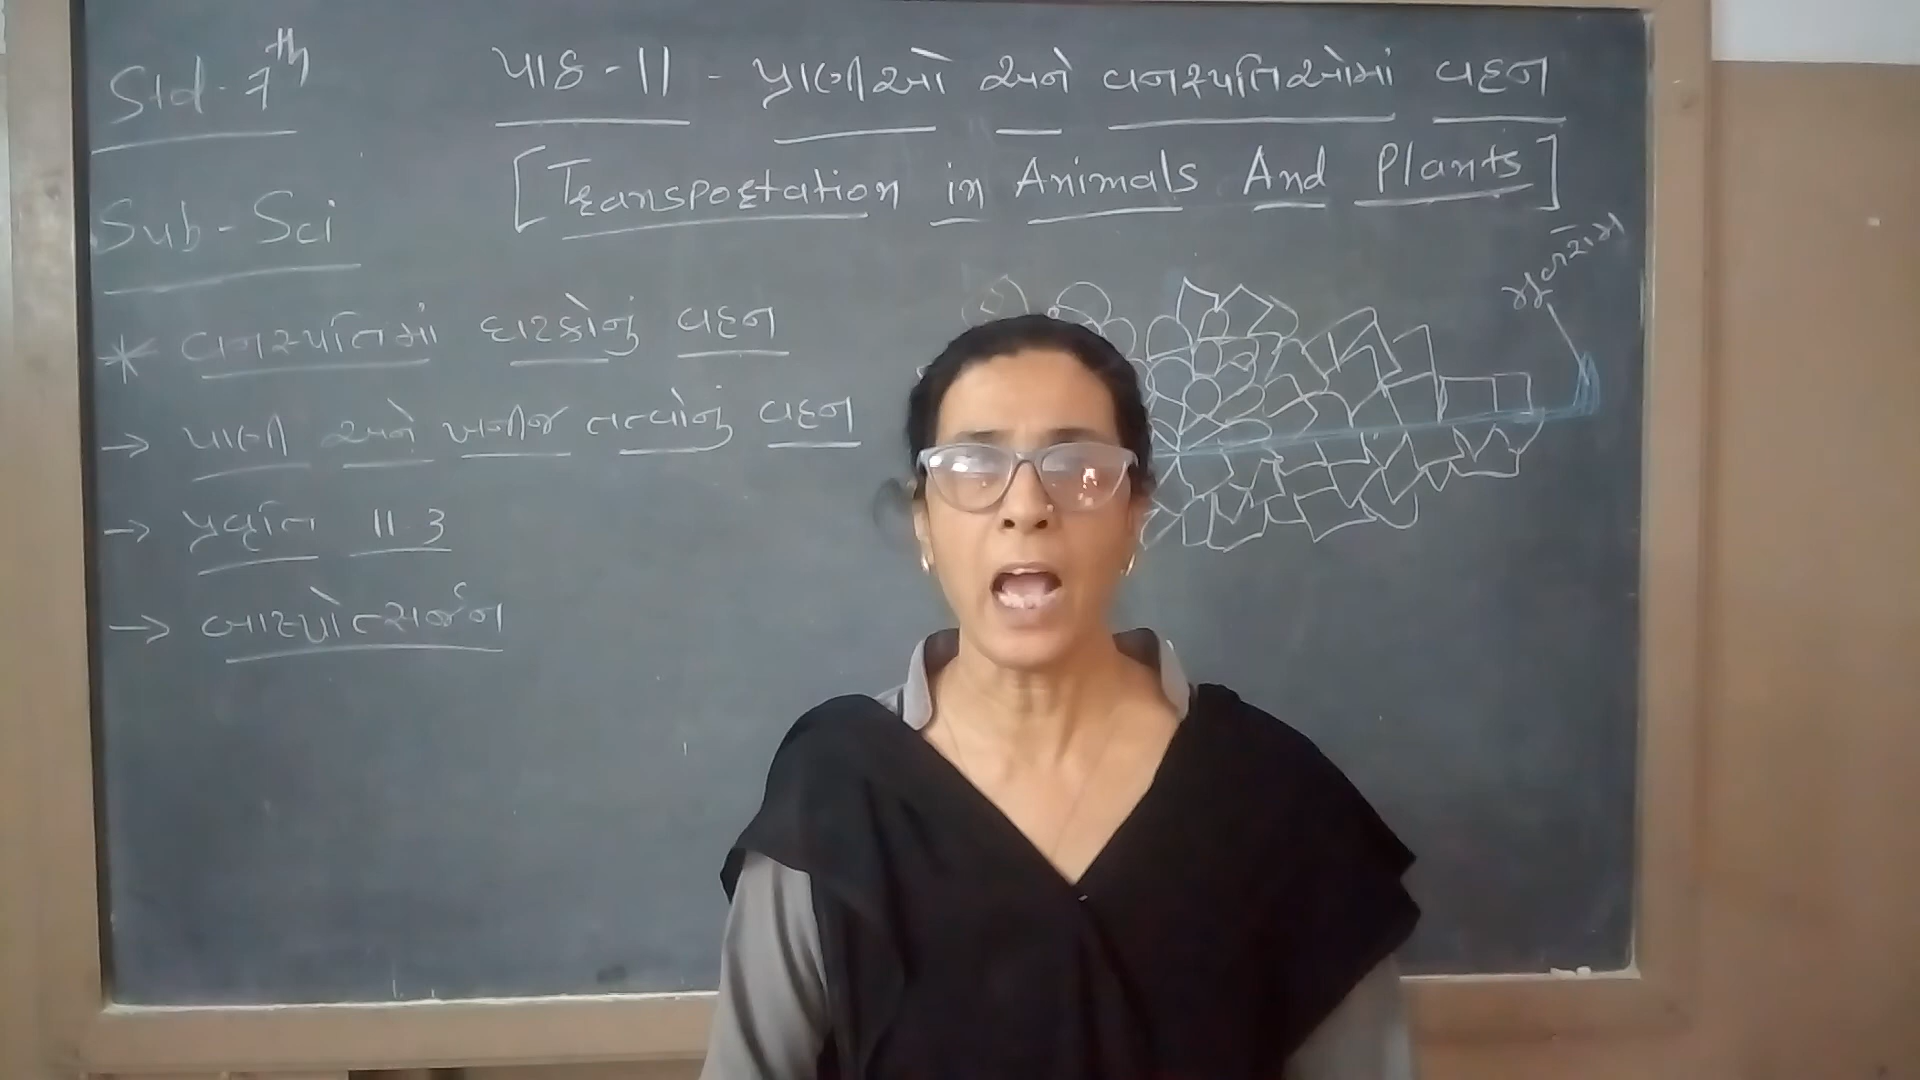 Std - 7th
પાઠ - 11 - પ્રાણીઓ અને વનસ્પતિઓમાં વહન
[Transportation in Animals And Plants]
Sub - Sci
* વનસ્પતિમાં ઘટકોનું વહન
→ પાણી અને ખનીજ તત્વોનું વહન
→ પ્રવૃતિ 11.3
→ બાષ્પોત્સર્જન